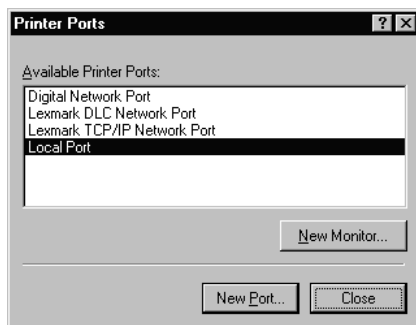 Printer Ports
Available Printer Ports:
Digital Network Port
Lexmark DLC Network Port
Lexmark TCP/IP Network Port
Local Port
New Monitor...
New Port...
Close